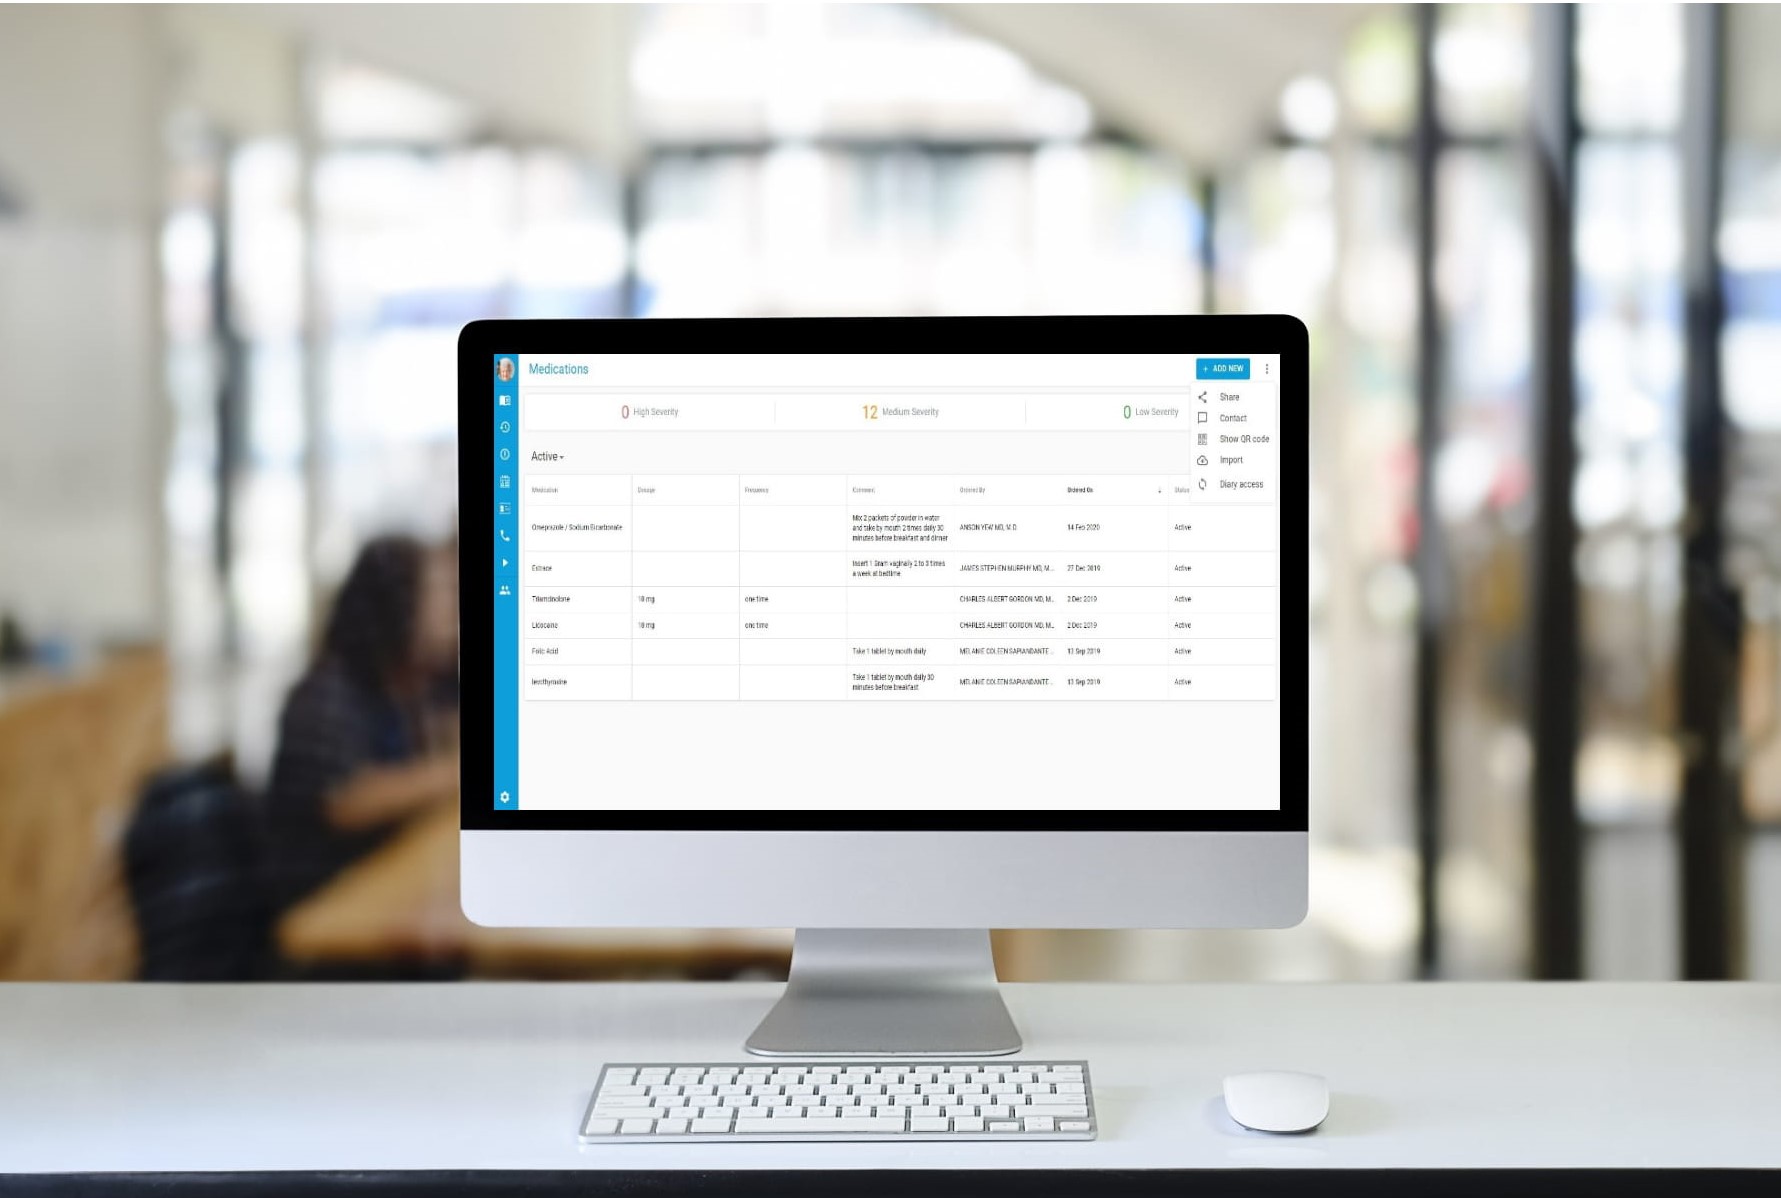 Medications
+ ADD NEW
0 High Severity
12 Medium Severity
0 Low Severity
Share
Contact
Show QR code
Import
Diary access
Active
Medication Dosage Frequency Comment Ordered By Ordered On Status
Omeprazole / Sodium Bicarbonate
Mix 2 packets of powder in water
and take by mouth 2 times daily 30
minutes before breakfast and dinner
ANSON YEW MD, M.D. 14 Feb 2020 Active
Estrace
Insert 1 Gram vaginally 2 to 3 times
a week at bedtime
JAMES STEPHEN MURPHY MD, M... 27 Dec 2019 Active
Triamcinolone 10 mg one time CHARLES ALBERT GORDON MD, M... 2 Dec 2019 Active
Lidocaine 10 mg one time CHARLES ALBERT GORDON MD, M... 2 Dec 2019 Active
Folic Acid Take 1 tablet by mouth daily MELANIE COLEEN SAPIANDANTE ... 13 Sep 2019 Active
levothyroxine
Take 1 tablet by mouth daily 30
minutes before breakfast
MELANIE COLEEN SAPIANDANTE ... 13 Sep 2019 Active